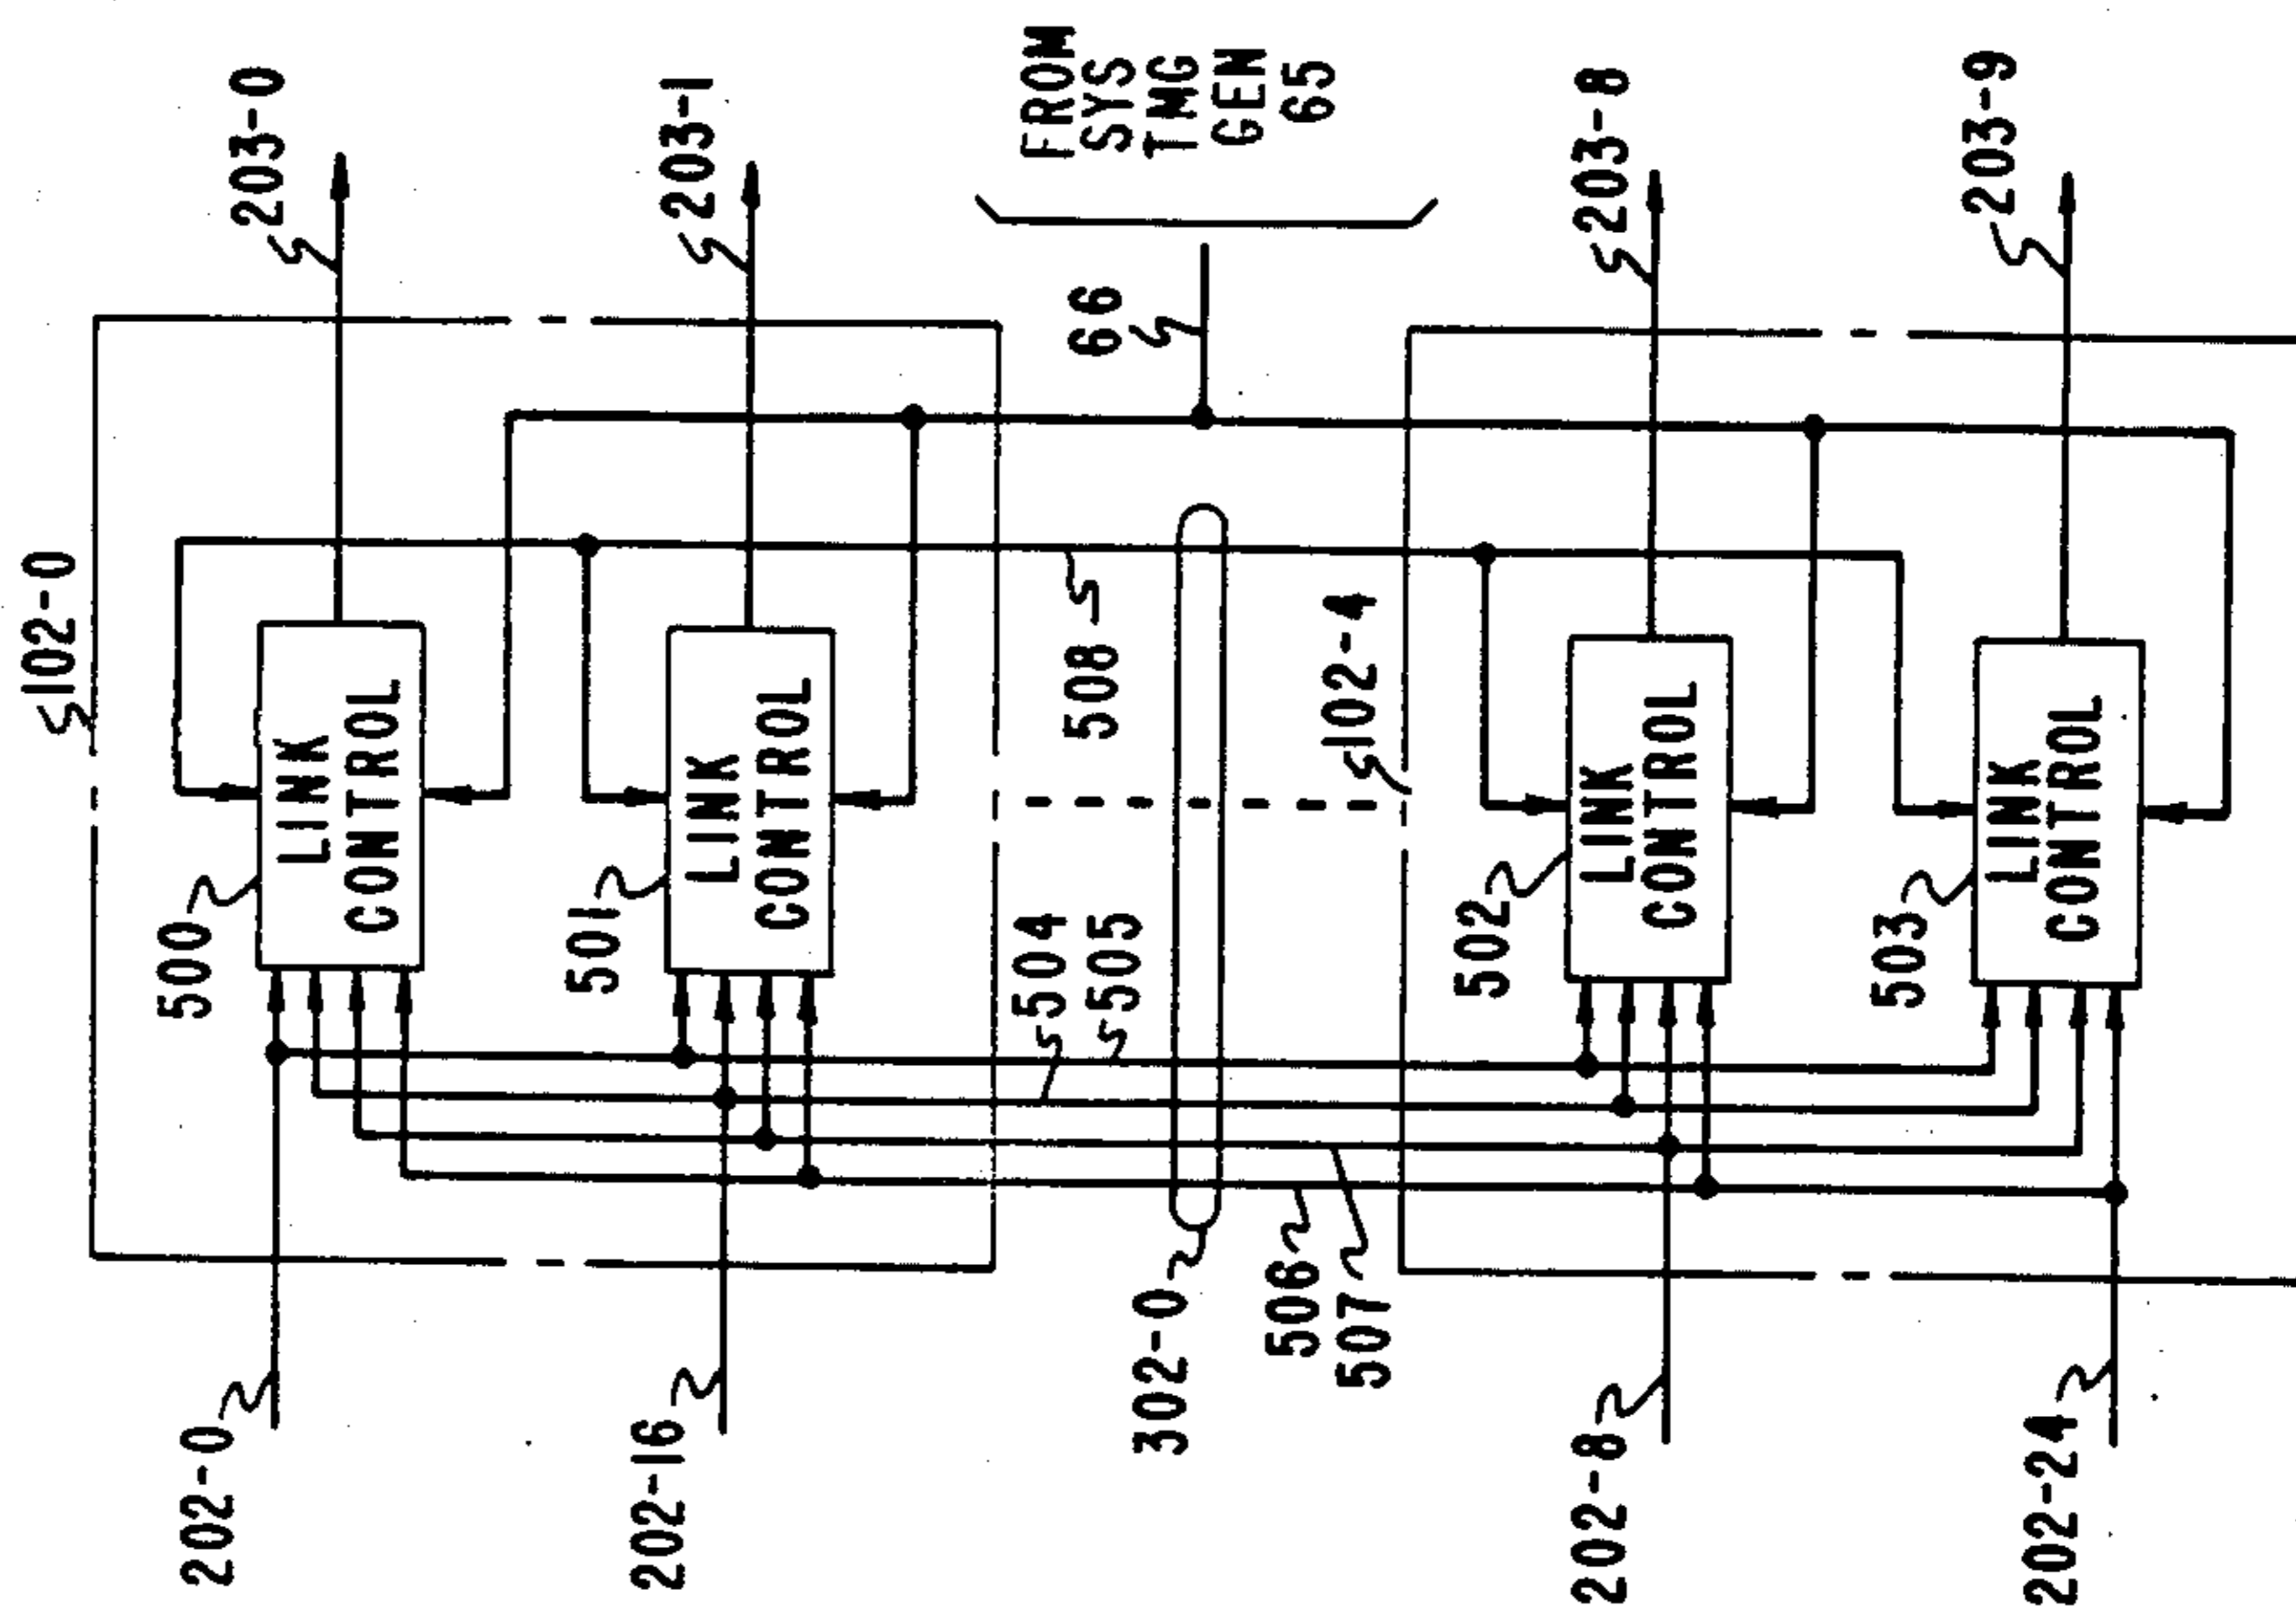 102-0
500
LINK
CONTROL
202-0
203-0
501
LINK
CONTROL
202-16
203-1
504
505
508
302-0
506
507
66
FROM
SYS
TMG
GEN
65
102-4
502
LINK
CONTROL
202-8
203-8
503
LINK
CONTROL
202-24
203-9